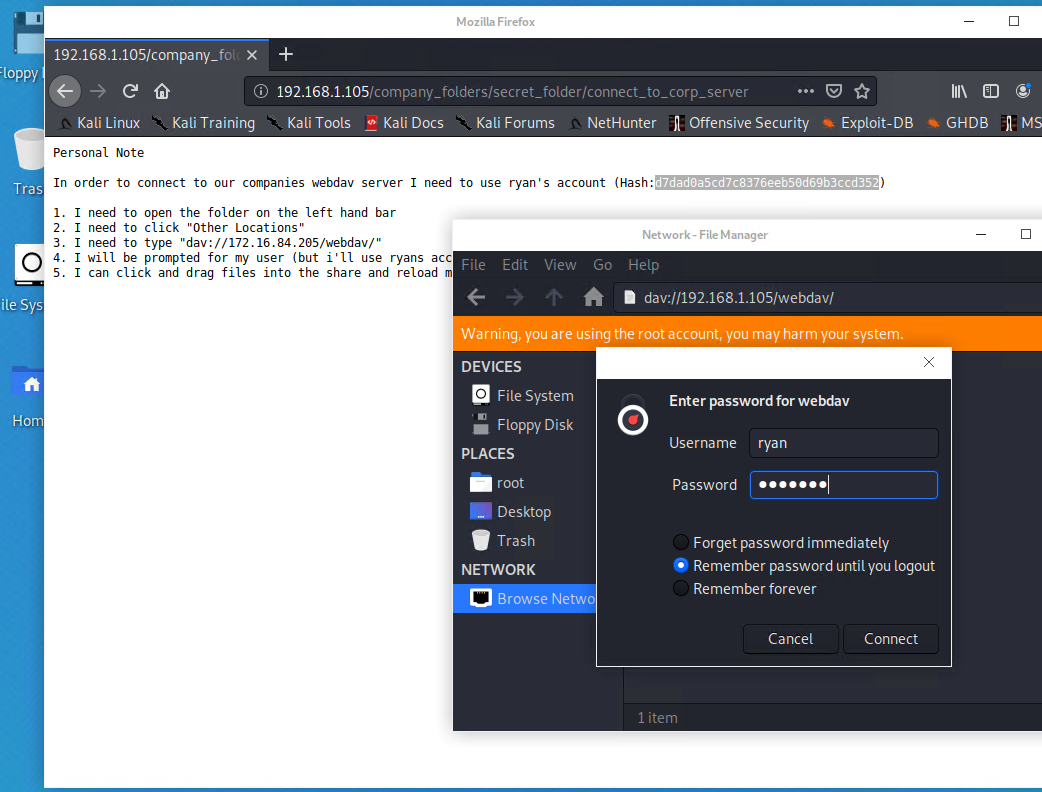 Mozilla Firefox
Floppy
Tras
ile Sys
Hom
192.168.1.105/company_fol
192.168.1.105/company_folders/secret_folder/connect_to_corp_server
Kali Linux Kali Training Kali Tools Kali Docs Kali Forums NetHunter Offensive Security Exploit-DB GHDB MS
Personal Note
In order to connect to our companies webdav server I need to use ryan's account (Hash:d7dad0a5cd7c8376eeb50d69b3ccd352)
1. I need to open the folder on the left hand bar
2. I need to click "Other Locations"
3. I need to type "dav://172.16.84.205/webdav/"
4. I will be prompted for my user (but i'll use ryans acc
5. I can click and drag files into the share and reload m
Network - File Manager
File Edit View Go Help
dav://192.168.1.105/webdav/
Warning, you are using the root account, you may harm your system.
DEVICES
File System
Floppy Disk
PLACES
root
Desktop
Trash
NETWORK
Browse Netwo
Enter password for webdav
Username ryan
Password •••••••
Forget password immediately
Remember password until you logout
Remember forever
Cancel Connect
1 item